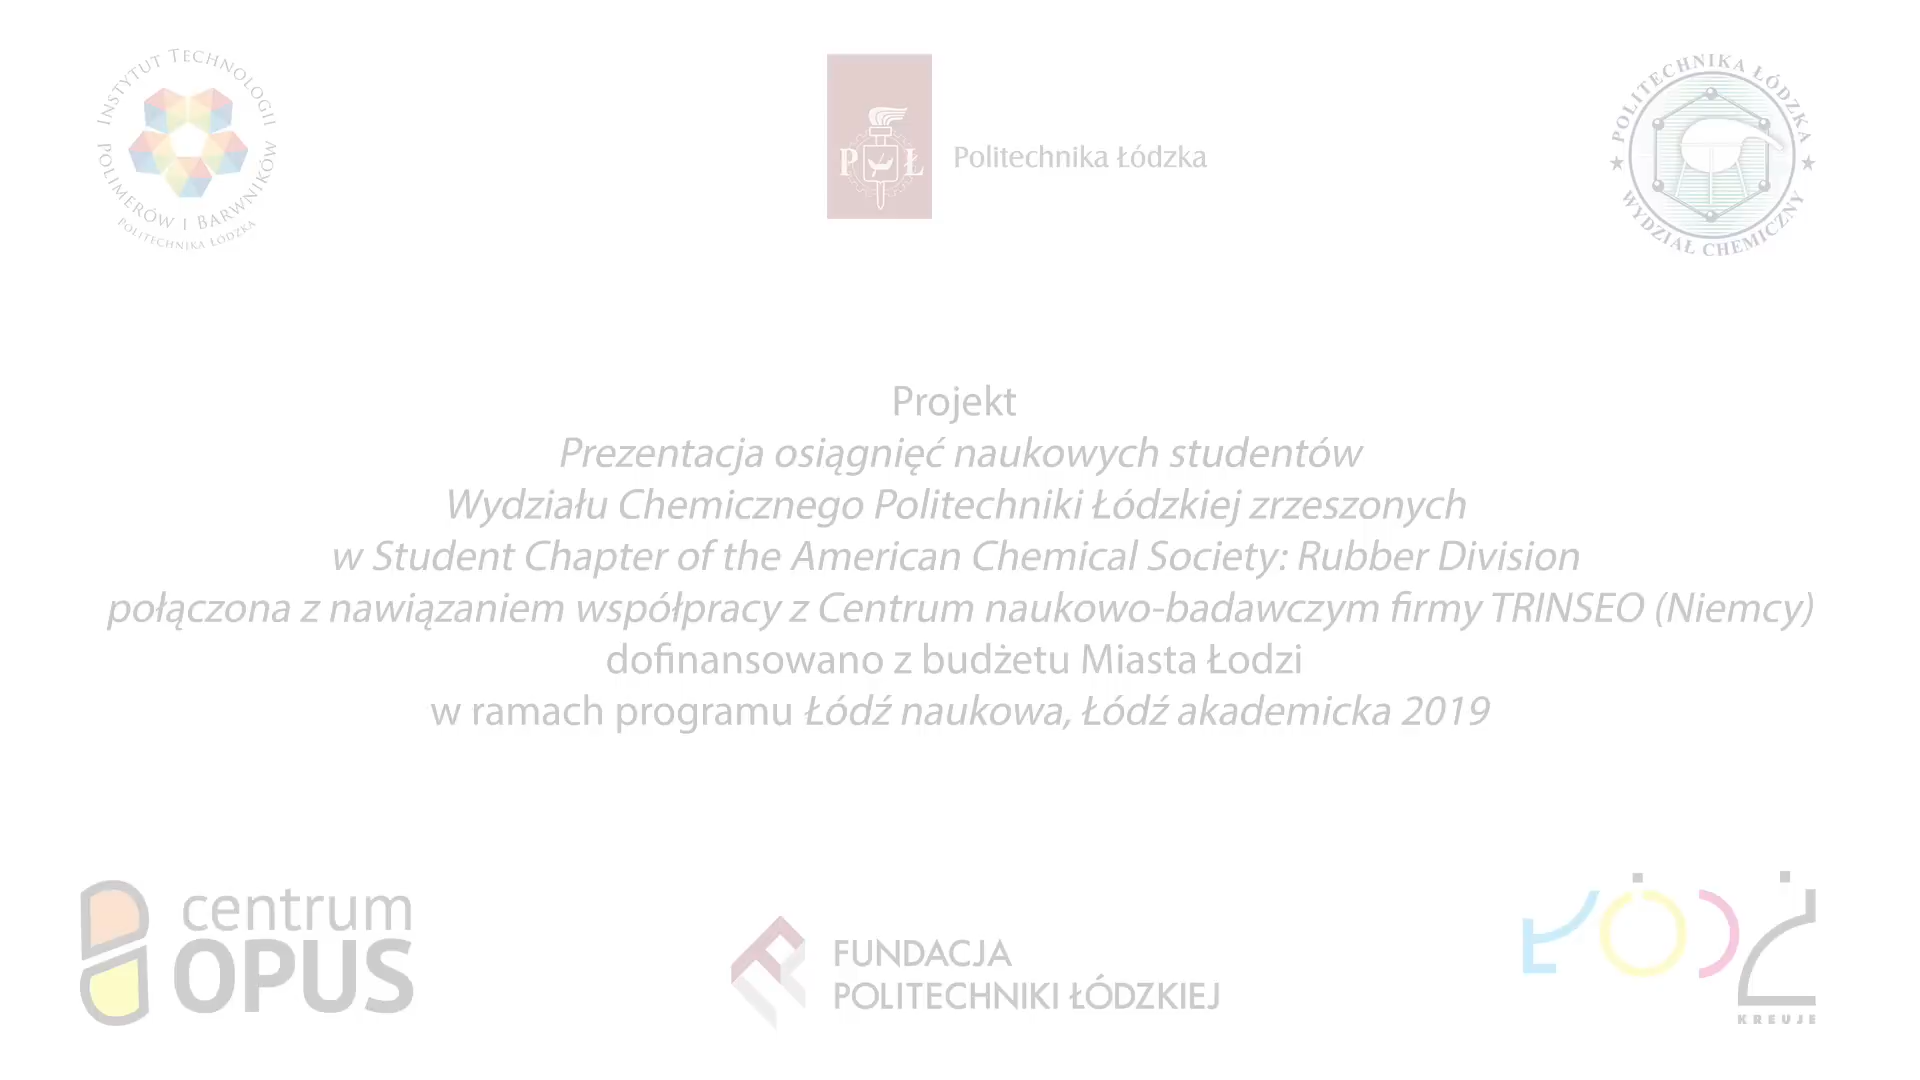 INSTYTUT TECHNOLOGII
POLIMERÓW I BARWNIKÓW
POLITECHNIKA ŁÓDZKA
P Ł
Politechnika Łódzka
POLITECHNIKA ŁÓDZKA
WYDZIAŁ CHEMICZNY
Projekt
Prezentacja osiągnięć naukowych studentów
Wydziału Chemicznego Politechniki Łódzkiej zrzeszonych
w Student Chapter of the American Chemical Society: Rubber Division
połączona z nawiązaniem współpracy z Centrum naukowo-badawczym firmy TRINSEO (Niemcy)
dofinansowano z budżetu Miasta Łodzi
w ramach programu Łódź naukowa, Łódź akademicka 2019
centrum
OPUS
FUNDACJA
POLITECHNIKI ŁÓDZKIEJ
ŁÓDŹ
KREUJE